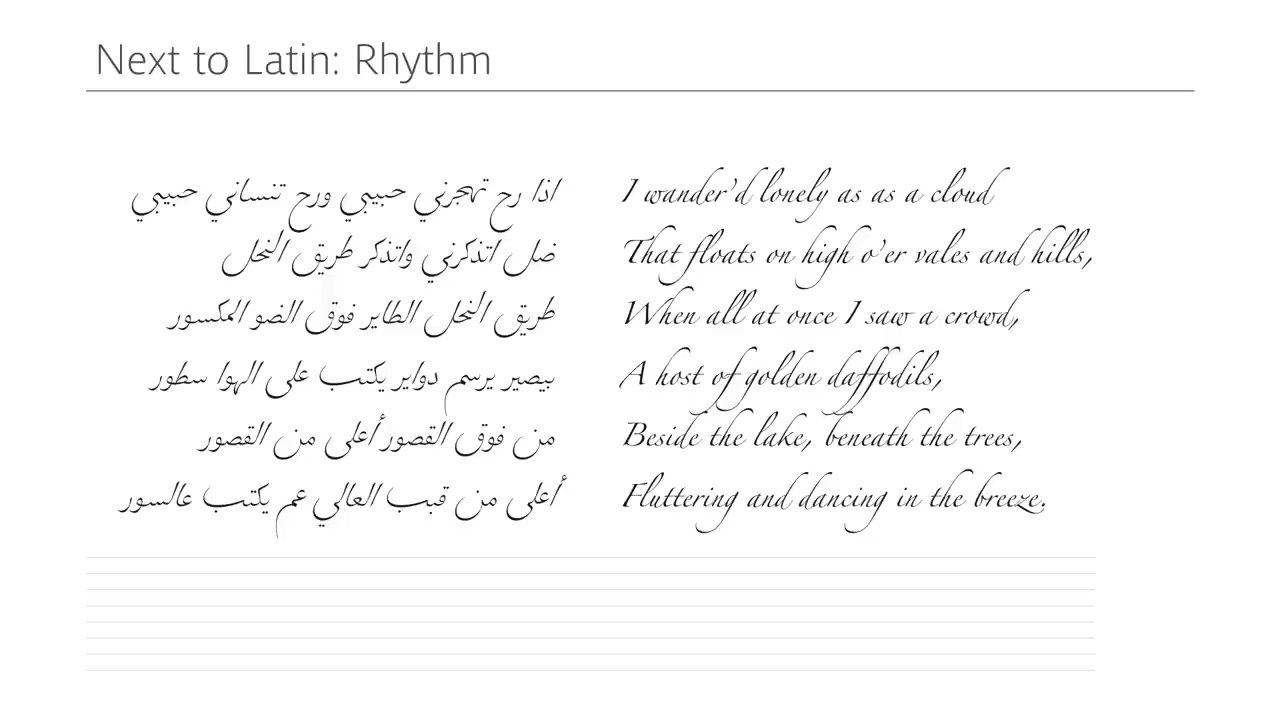 Next to Latin: Rhythm
اذا رح تهجرني حبيبي ورح تنساني حبيبي
ضل اتذكرني واتذكر طريق النحل
طريق النحل الطاير فوق الضو المكسور
بيصير يرسم دواير يكتب على الهوا سطور
من فوق القصور أعلى من القصور
أعلى من قبب العالي عم يكتب عالسور
I wander’d lonely as as a cloud
That floats on high o’er vales and hills,
When all at once I saw a crowd,
A host of golden daffodils,
Beside the lake, beneath the trees,
Fluttering and dancing in the breeze.